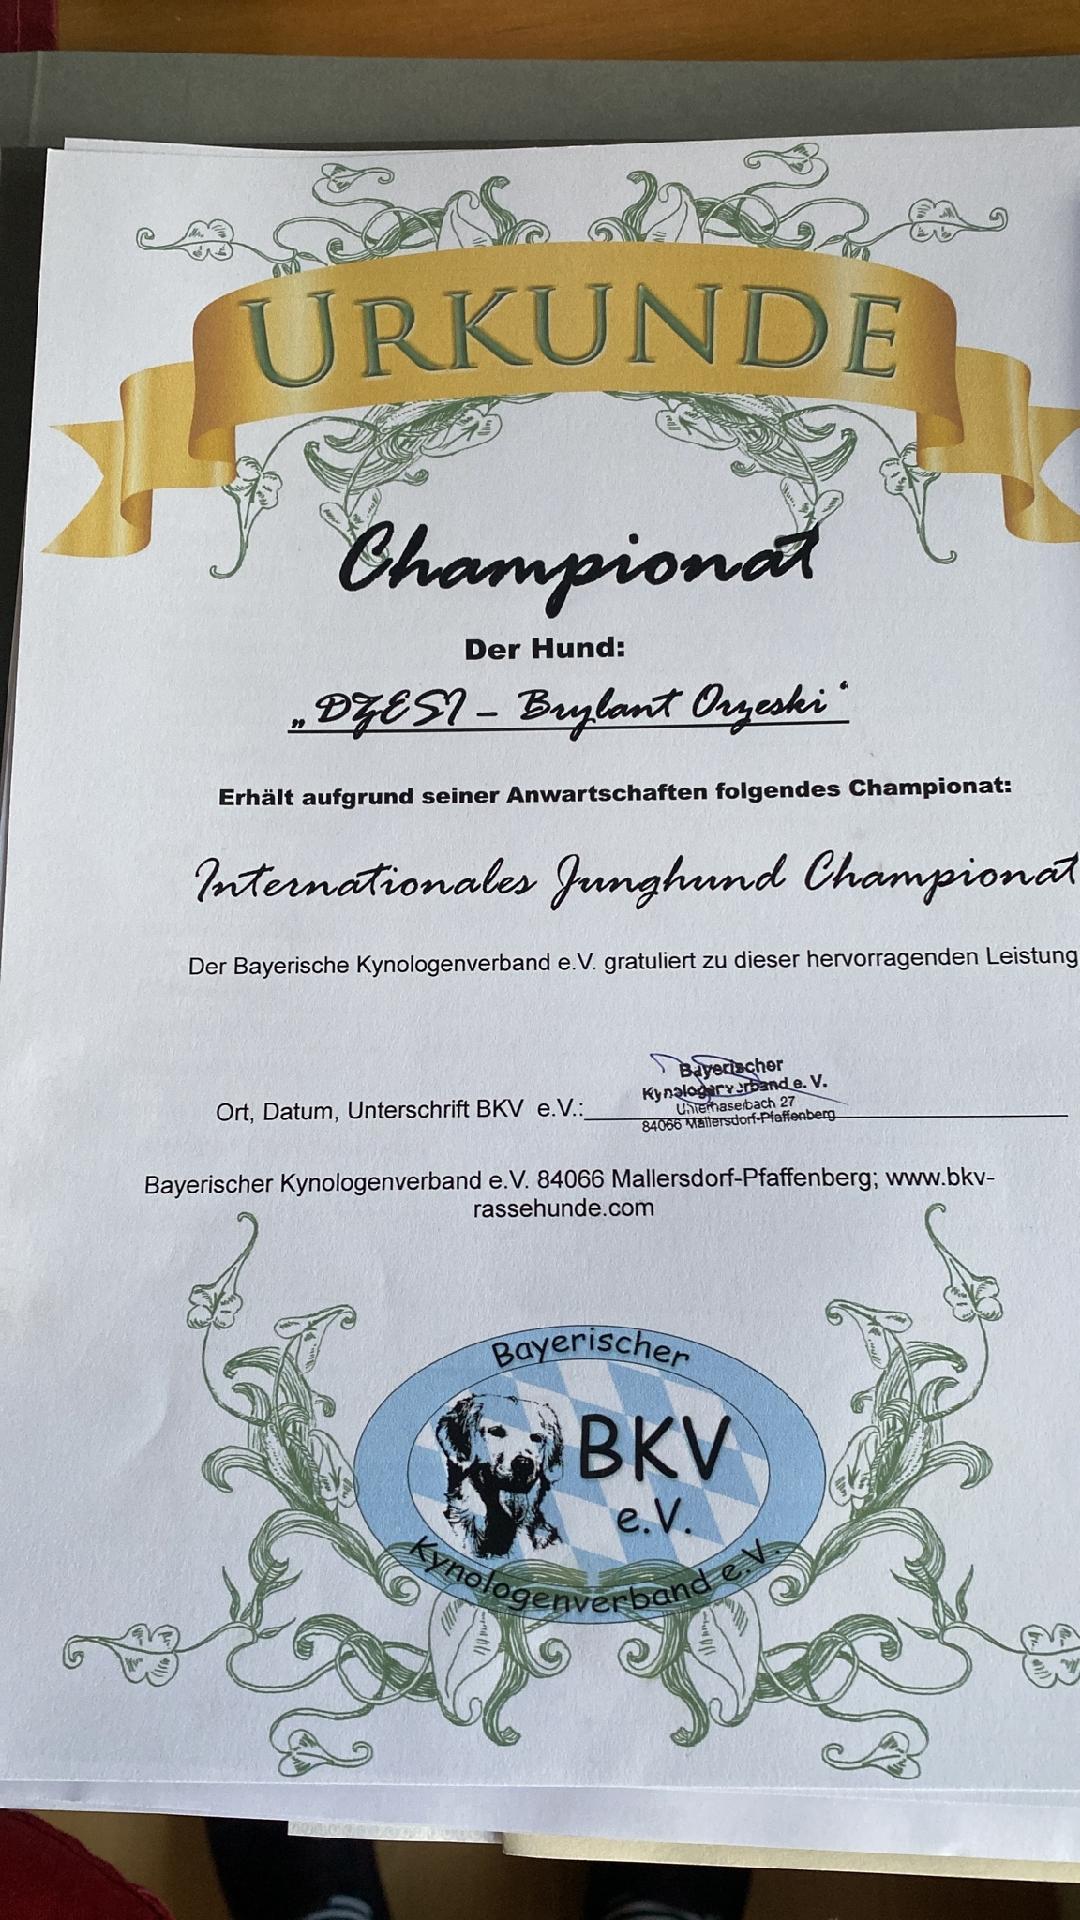 URKUNDE
Championat
Der Hund:
„DZESI – Brylant Orzeski“
Erhält aufgrund seiner Anwartschaften folgendes Championat:
Internationales Junghund Championat
Der Bayerische Kynologenverband e.V. gratuliert zu dieser hervorragenden Leistung
Bayerischer
Kynologenverband e. V.
Unterhaselbach 27
84066 Mallersdorf-Pfaffenberg
Ort, Datum, Unterschrift BKV e.V.:
Bayerischer Kynologenverband e.V. 84066 Mallersdorf-Pfaffenberg; www.bkv-
rassehunde.com
Bayerischer
BKV
e.V.
Kynologenverband e.V.